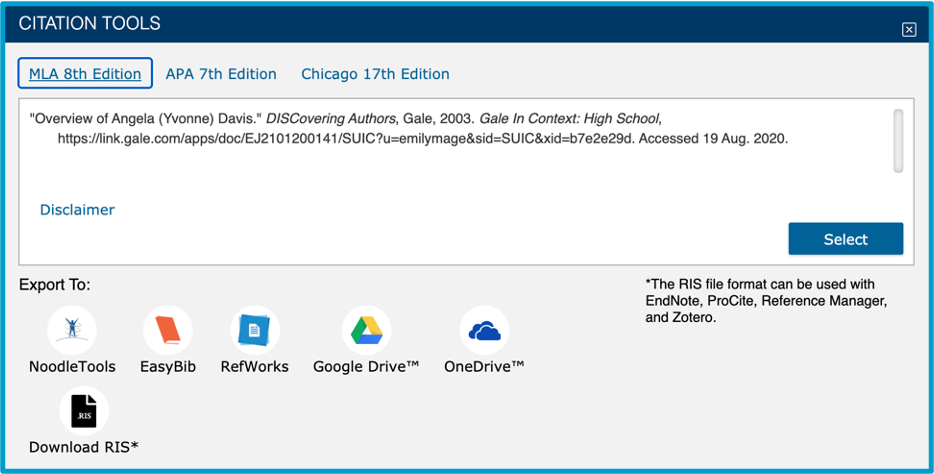 CITATION TOOLS
MLA 8th Edition APA 7th Edition Chicago 17th Edition
"Overview of Angela (Yvonne) Davis." DISCovering Authors, Gale, 2003. Gale In Context: High School,
https://link.gale.com/apps/doc/EJ2101200141/SUIC?u=emilymage&sid=SUIC&xid=b7e2e29d. Accessed 19 Aug. 2020.
Disclaimer
Select
Export To:
*The RIS file format can be used with
EndNote, ProCite, Reference Manager,
and Zotero.
NoodleTools EasyBib RefWorks Google Drive™ OneDrive™
.RIS
Download RIS*